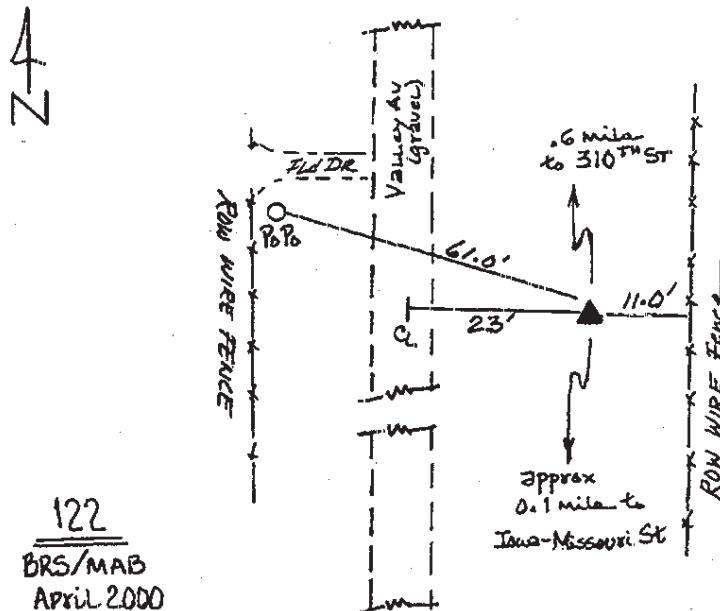 N
Valley Av
(gravel)
.6 mile
to 310TH ST
FLd DR
ROW WIRE FENCE
PoPo
61.0'
11.0'
23'
CL
ROW WIRE Fence
approx
0.1 mile to
Iowa-Missouri St
122
BRS/MAB
April 2000